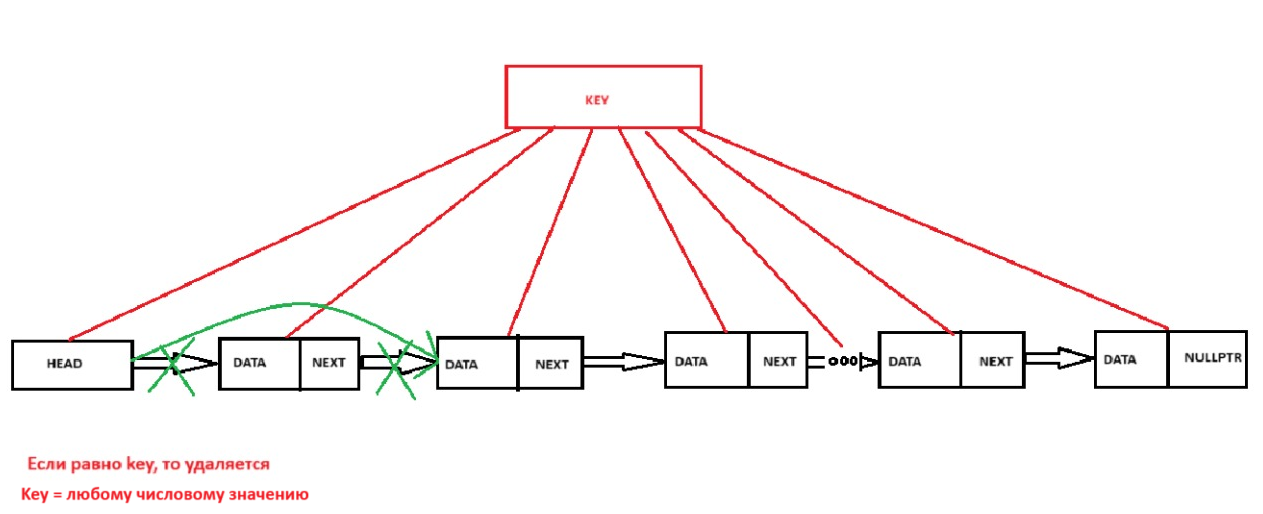 KEY
HEAD
DATA NEXT
DATA NEXT
DATA NEXT
DATA NEXT
DATA NULLPTR
Если равно key, то удаляется
Key = любому числовому значению